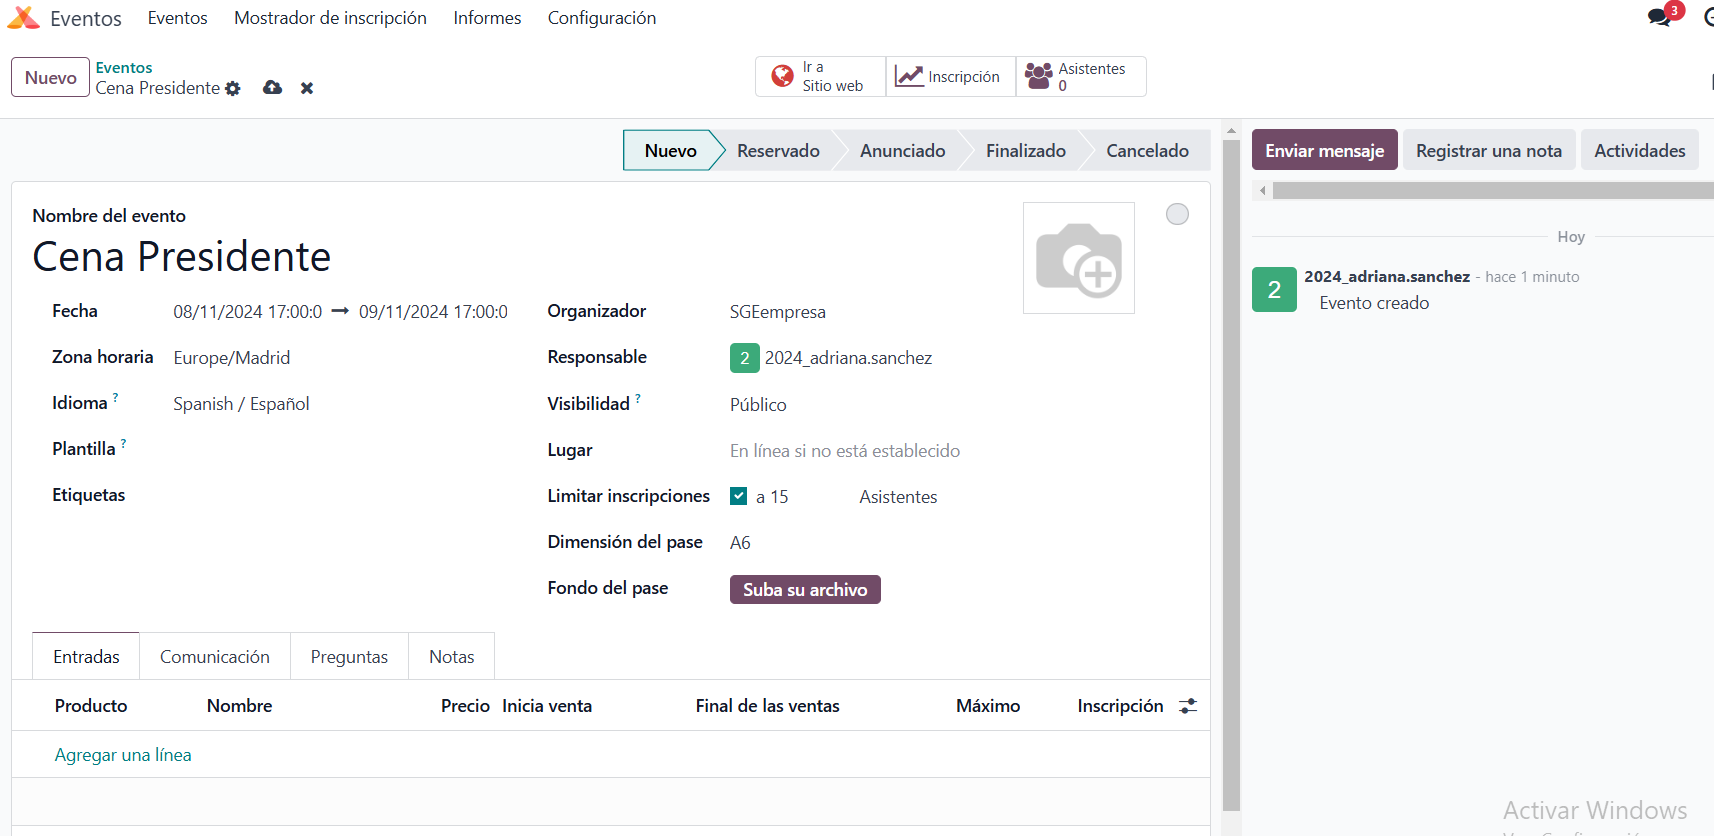 Eventos Eventos Mostrador de inscripción Informes Configuración 3
Nuevo Eventos
Cena Presidente
Ir a
Sitio web
Inscripción
Asistentes
0
Nuevo Reservado Anunciado Finalizado Cancelado
Enviar mensaje Registrar una nota Actividades
Nombre del evento
Cena Presidente
Fecha 08/11/2024 17:00:0 → 09/11/2024 17:00:0
Zona horaria Europe/Madrid
Idioma ? Spanish / Español
Plantilla ?
Etiquetas
Organizador SGEempresa
Responsable 2 2024_adriana.sanchez
Visibilidad ? Público
Lugar En línea si no está establecido
Limitar inscripciones a 15 Asistentes
Dimensión del pase A6
Fondo del pase Suba su archivo
Entradas Comunicación Preguntas Notas
Producto Nombre Precio Inicia venta Final de las ventas Máximo Inscripción
Agregar una línea
Hoy
2 2024_adriana.sanchez - hace 1 minuto
Evento creado
Activar Windows